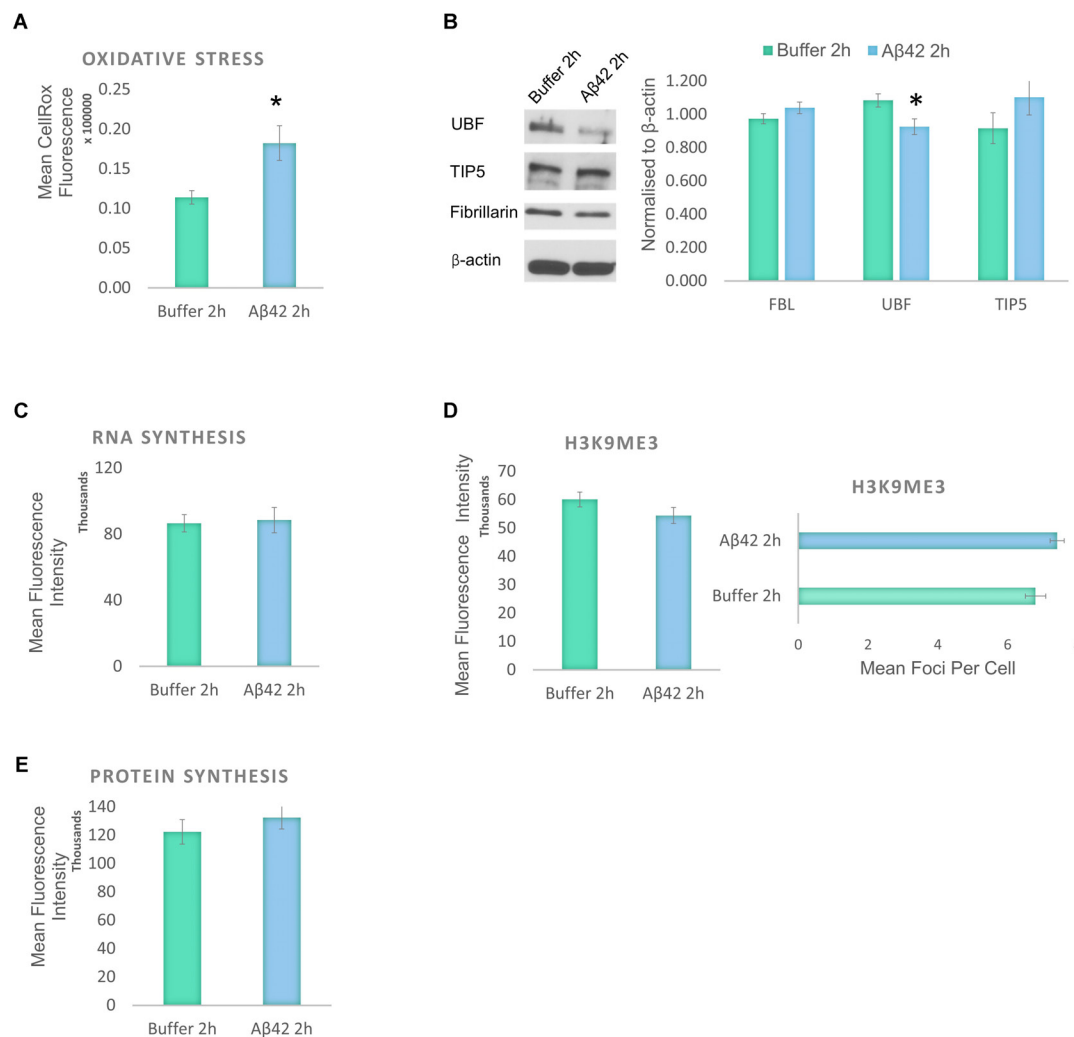 A
OXIDATIVE STRESS
Mean CellRox
Fluorescence
x 100000
0.25
0.20
0.15
0.10
0.05
0.00
*
Buffer 2h
Aβ42 2h
B
Buffer 2h
Aβ42 2h
UBF
TIP5
Fibrillarin
β-actin
Buffer 2h
Aβ42 2h
Normalised to β-actin
1.200
1.000
0.800
0.600
0.400
0.200
0.000
*
FBL
UBF
TIP5
C
RNA SYNTHESIS
Mean Fluorescence
Intensity
Thousands
120
80
40
0
Buffer 2h
Aβ42 2h
D
H3K9ME3
Mean Fluorescence Intensity
Thousands
70
60
50
40
30
20
10
0
Buffer 2h
Aβ42 2h
H3K9ME3
Aβ42 2h
Buffer 2h
0
2
4
6
Mean Foci Per Cell
E
PROTEIN SYNTHESIS
Mean Fluorescence
Intensity
Thousands
140
120
100
80
60
40
20
0
Buffer 2h
Aβ42 2h